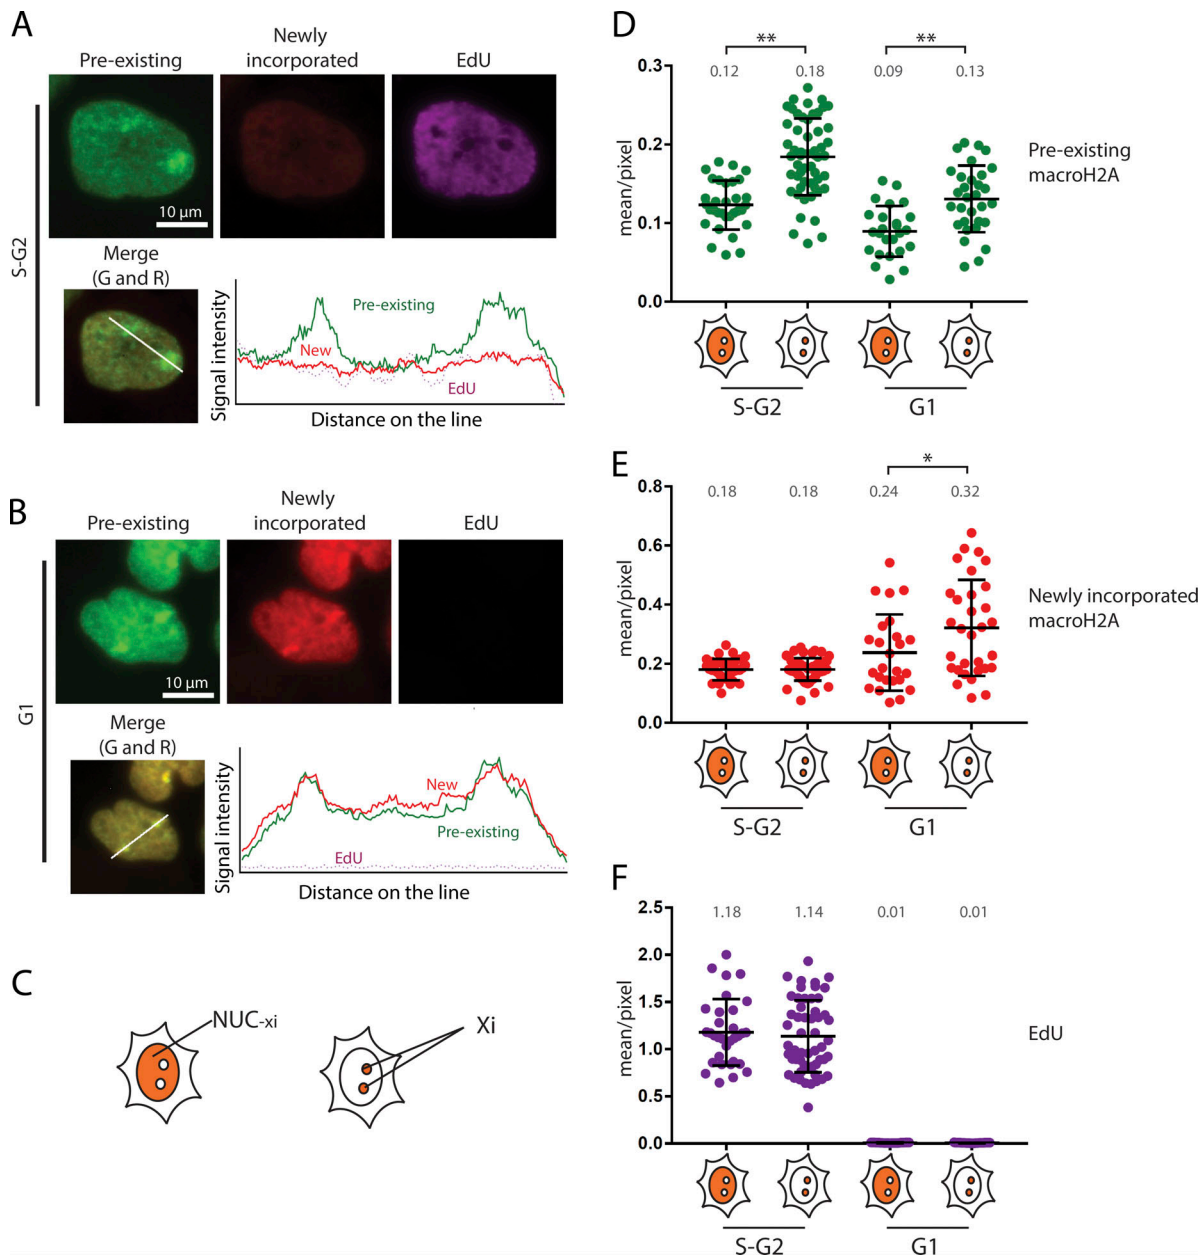 A
Pre-existing
Newly
incorporated
EdU
S-G2
10 µm
Merge
(G and R)
Signal intensity
Pre-existing
New
EdU
Distance on the line
B
Pre-existing
Newly
incorporated
EdU
G1
10 µm
Merge
(G and R)
Signal intensity
New
Pre-existing
EdU
Distance on the line
C
NUC-xi
Xi
D
** **
0.12 0.18 0.09 0.13
mean/pixel
0.3
0.2
0.1
0.0
Pre-existing
macroH2A
S-G2 G1
E
*
0.18 0.18 0.24 0.32
mean/pixel
0.8
0.6
0.4
0.2
0.0
Newly incorporated
macroH2A
S-G2 G1
F
1.18 1.14 0.01 0.01
mean/pixel
2.5
2.0
1.5
1.0
0.5
0.0
EdU
S-G2 G1